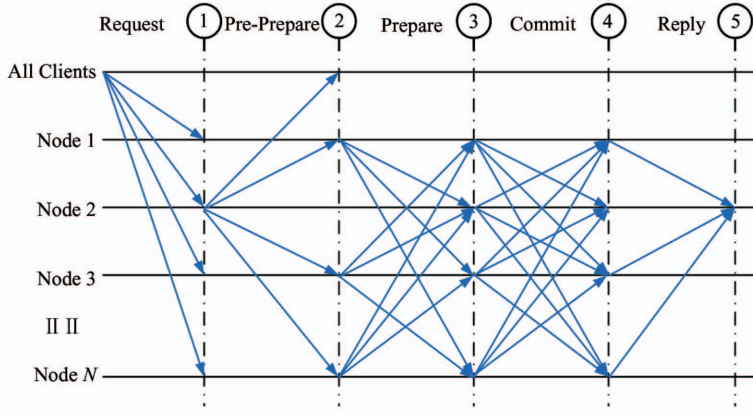 Request 1 Pre-Prepare 2 Prepare 3 Commit 4 Reply 5
All Clients
Node 1
Node 2
Node 3
II II
Node N